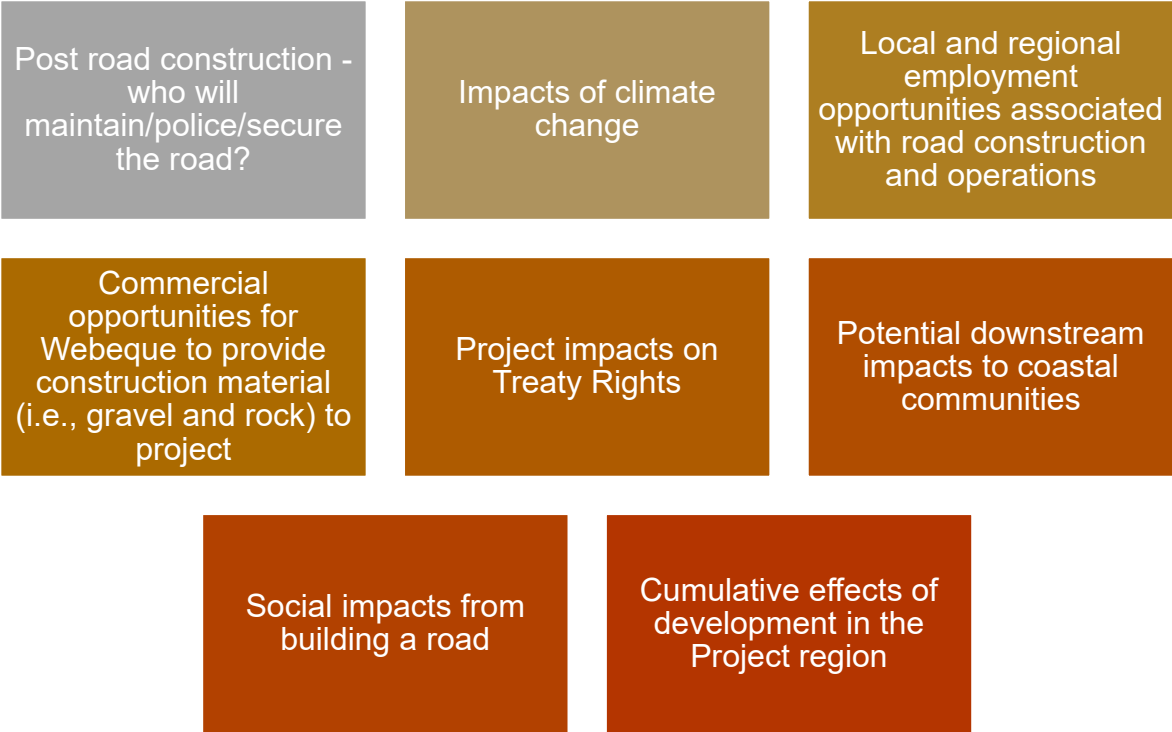 Post road construction -
who will
maintain/police/secure
the road?
Impacts of climate
change
Local and regional
employment
opportunities associated
with road construction
and operations
Commercial
opportunities for
Webeque to provide
construction material
(i.e., gravel and rock) to
project
Project impacts on
Treaty Rights
Potential downstream
impacts to coastal
communities
Social impacts from
building a road
Cumulative effects of
development in the
Project region